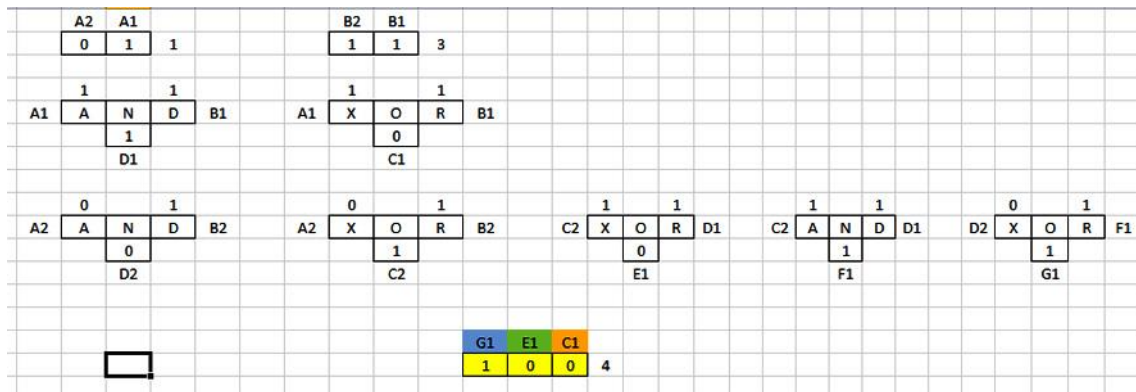 A2 A1 B2 B1
0 1 1 1 1 3
1 1 1 1
A1 A N D B1 A1 X O R B1
1 0
D1 C1
0 1 0 1 1 1 1 1 0 1
A2 A N D B2 A2 X O R B2 C2 X O R D1 C2 A N D D1 D2 X O R F1
0 1 0 1 1
D2 C2 E1 F1 G1
G1 E1 C1
1 0 0 4